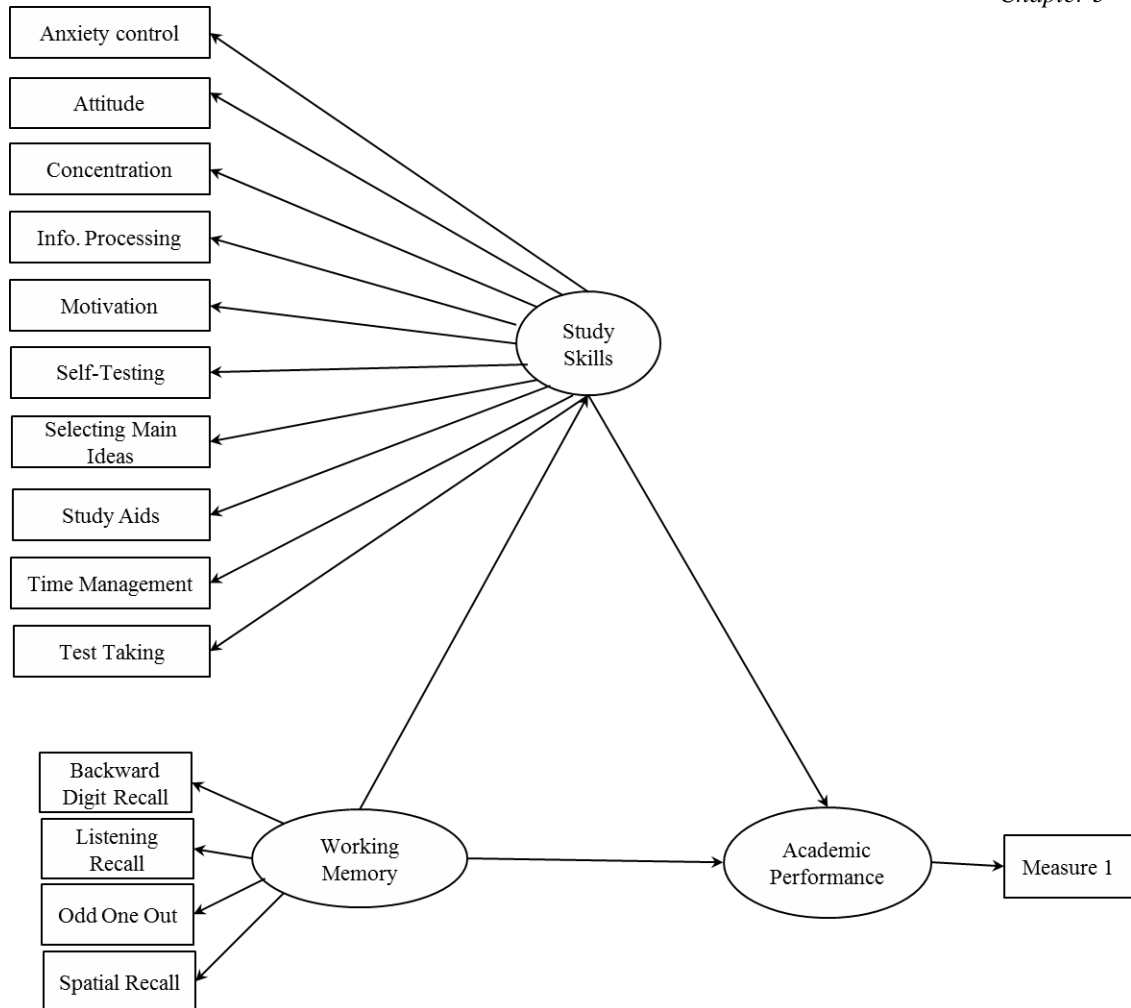 Chapter 3
Anxiety control
Attitude
Concentration
Info. Processing
Motivation
Self-Testing
Selecting Main
Ideas
Study Aids
Time Management
Test Taking
Study
Skills
Backward
Digit Recall
Listening
Recall
Odd One Out
Spatial Recall
Working
Memory
Academic
Performance
Measure 1